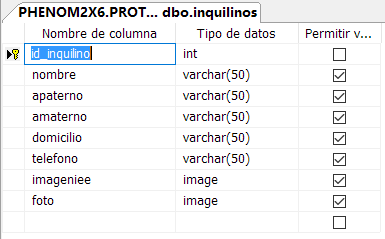 PHENOM2X6.PROT... dbo.inquilinos
Nombre de columna Tipo de datos Permitir v...
id_inquilino int
nombre varchar(50)
apaterno varchar(50)
amaterno varchar(50)
domicilio varchar(50)
telefono varchar(50)
imageniee image
foto image